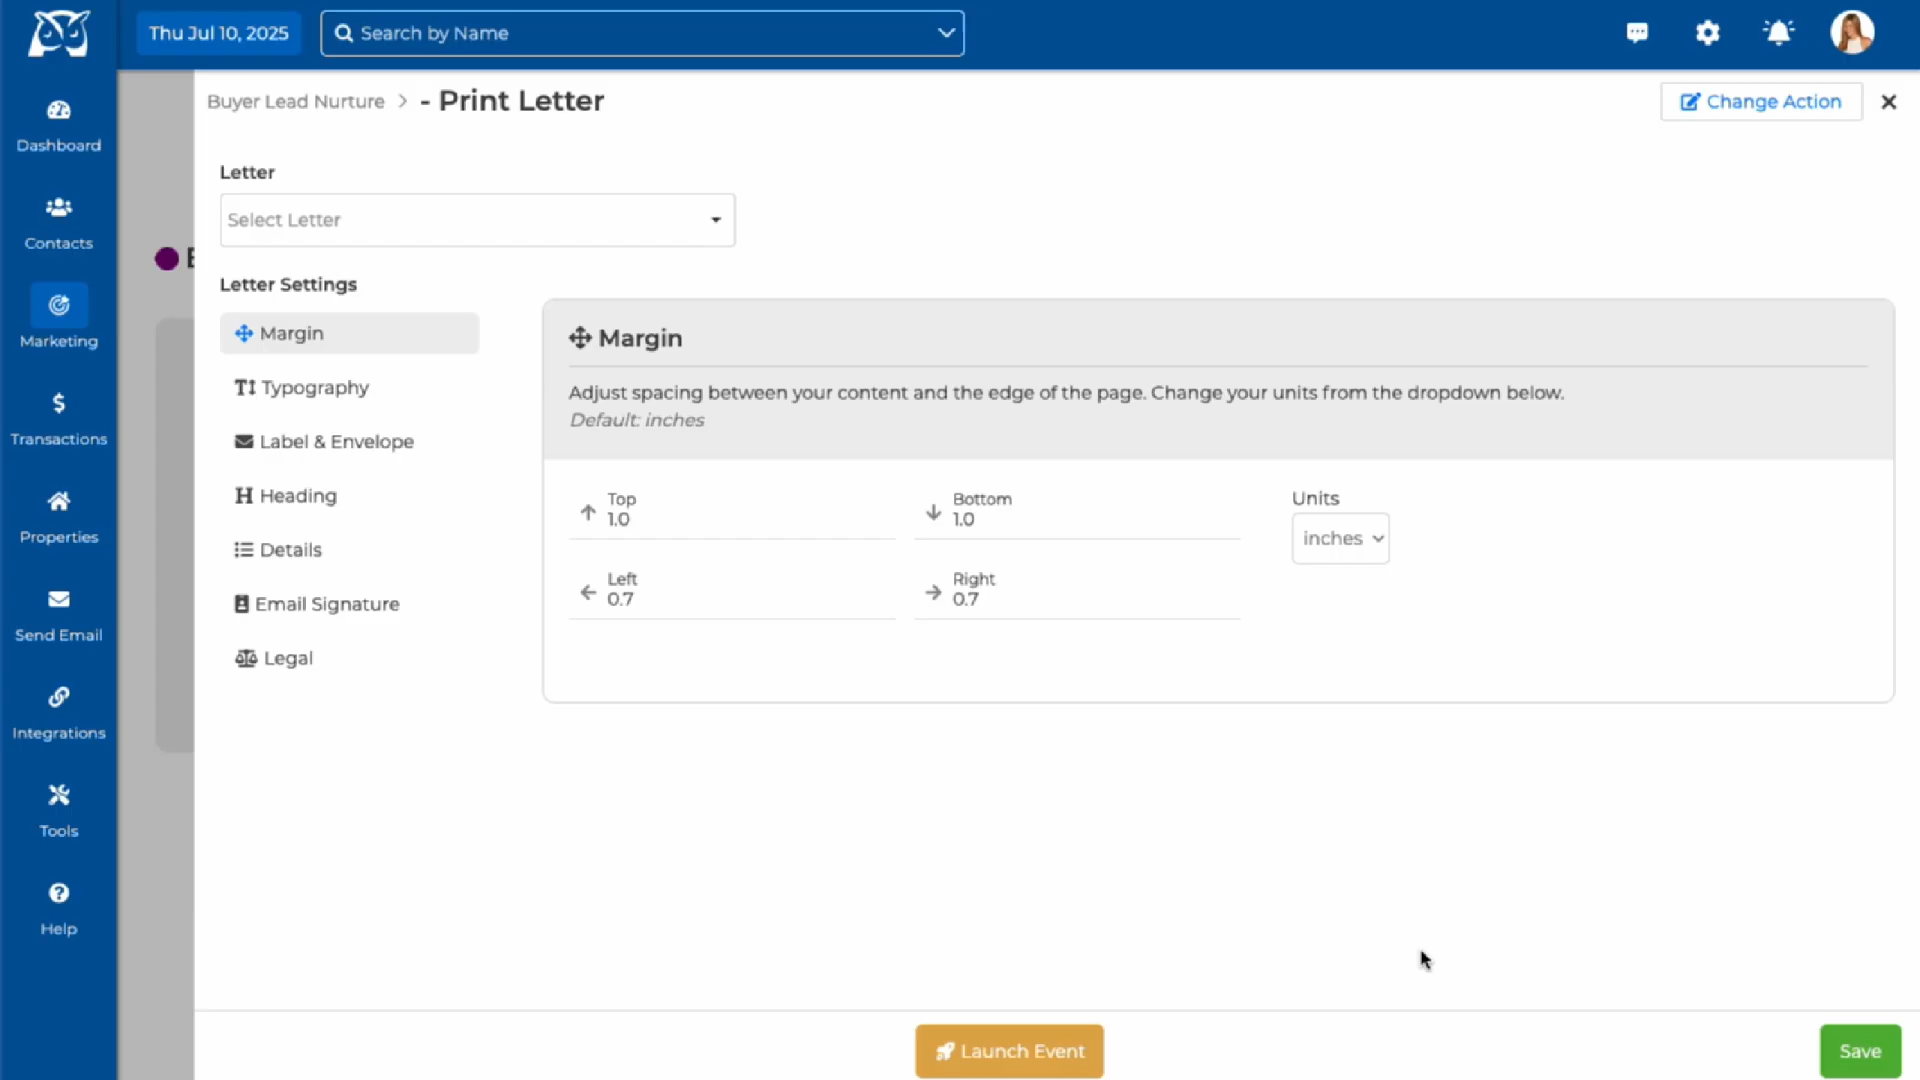 Thu Jul 10, 2025
Search by Name
Dashboard
Contacts
Marketing
Transactions
Properties
Send Email
Integrations
Tools
Help
Buyer Lead Nurture > - Print Letter
Change Action
Letter
Select Letter
Letter Settings
Margin
Typography
Label & Envelope
Heading
Details
Email Signature
Legal
Margin
Adjust spacing between your content and the edge of the page. Change your units from the dropdown below.
Default: inches
Top
1.0
Bottom
1.0
Units
inches
Left
0.7
Right
0.7
Launch Event
Save